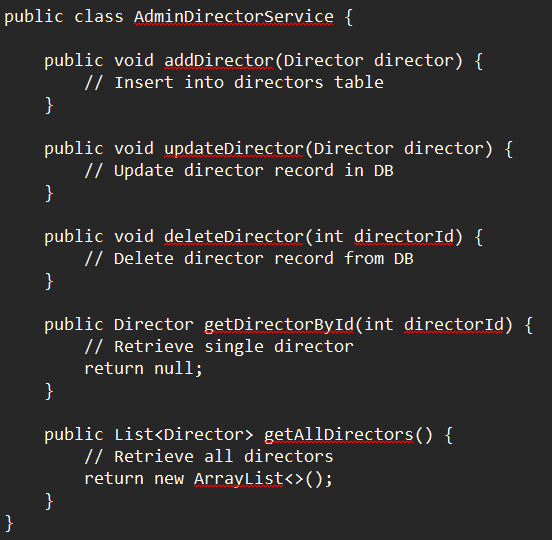 public class AdminDirectorService {
    public void addDirector(Director director) {
        // Insert into directors table
    }
    public void updateDirector(Director director) {
        // Update director record in DB
    }
    public void deleteDirector(int directorId) {
        // Delete director record from DB
    }
    public Director getDirectorById(int directorId) {
        // Retrieve single director
        return null;
    }
    public List<Director> getAllDirectors() {
        // Retrieve all directors
        return new ArrayList<>();
    }
}